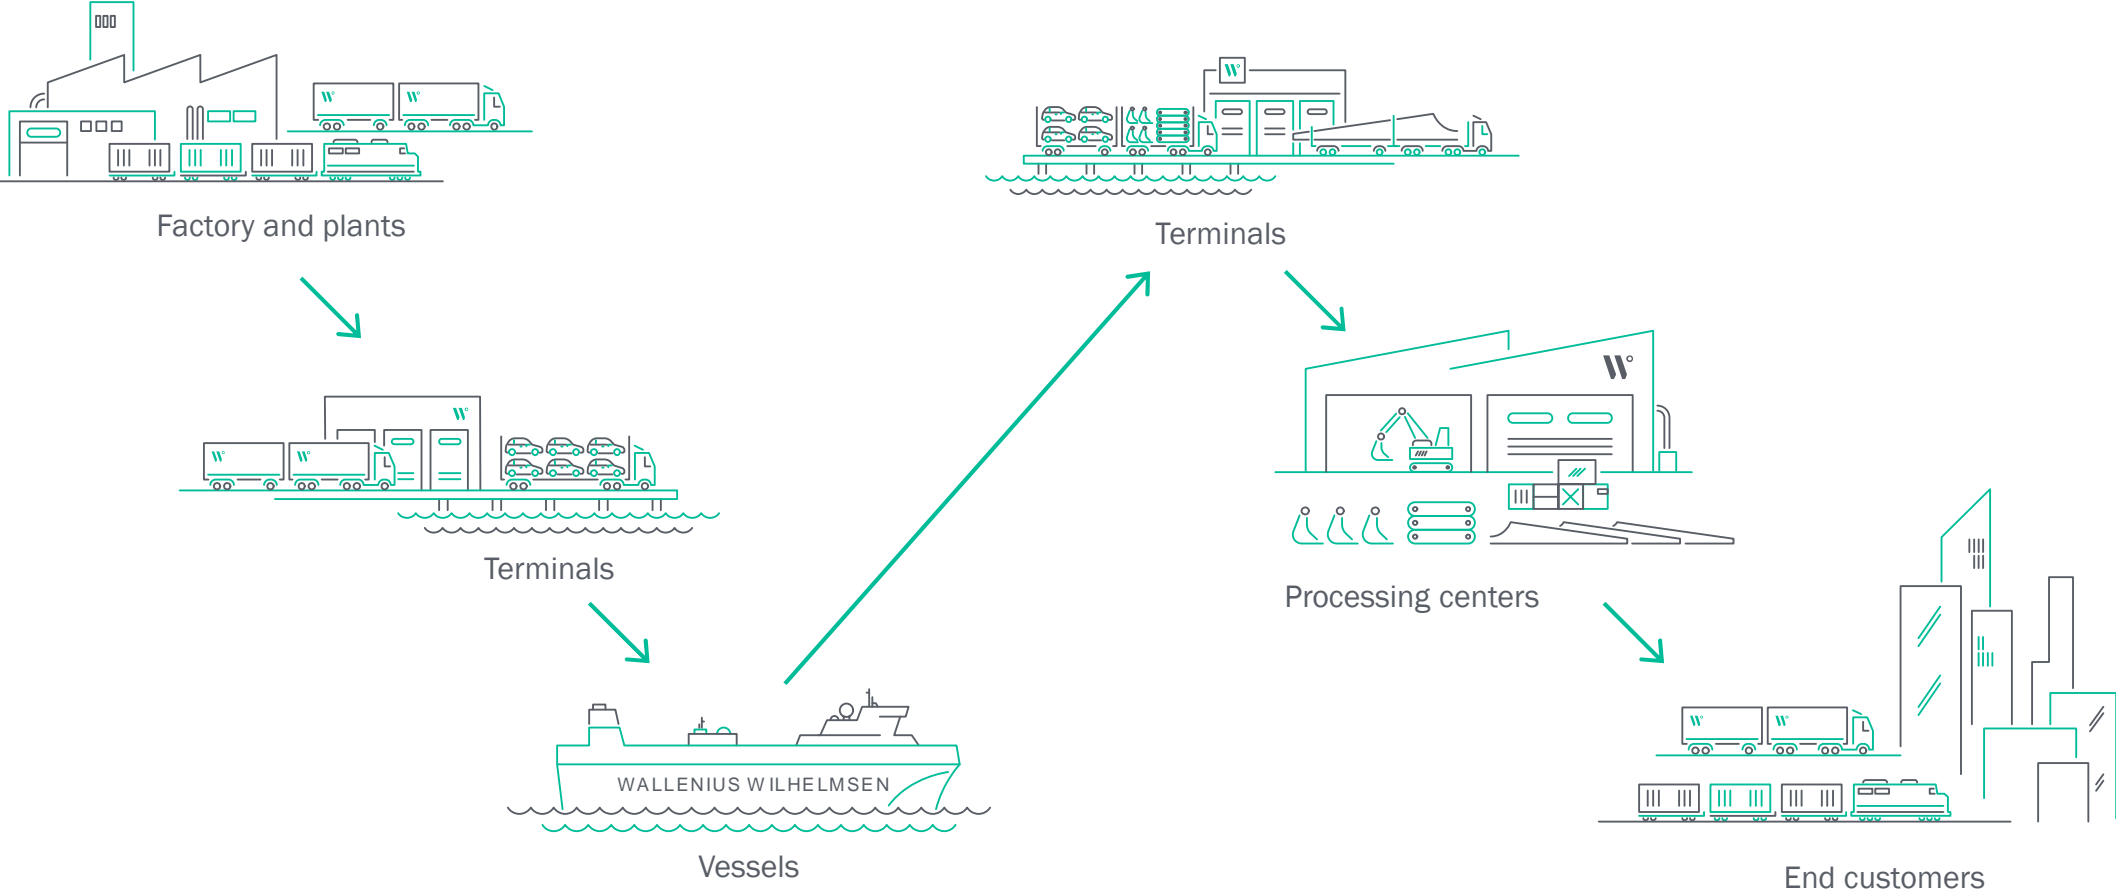 Factory and plants
Terminals
WALLENIUS WILHELMSEN
Vessels
Terminals
Processing centers
End customers